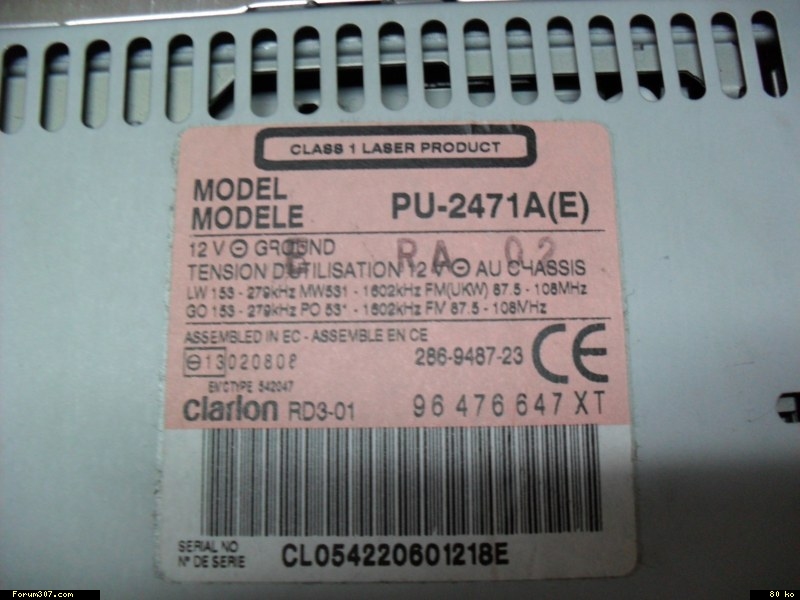 CLASS 1 LASER PRODUCT
MODEL
MODELE PU-2471A(E)
12 V ⊖ GROUND
E RA 02
TENSION D'UTILISATION 12 V ⊖ AU CHASSIS
LW 153 - 279kHz MW531 - 1602kHz FM(UKW) 87.5 - 108MHz
GO 153 - 279kHz PO 531 - 1602kHz FM 87.5 - 108MHz
ASSEMBLED IN EC - ASSEMBLE EN CE
e13 020808 286-9487-23 CE
EMC TYPE 542047
clarion RD3-01 96 476 647 XT
SERIAL NO
N° DE SERIE CL054220601218E
Forum307.com 80 ko